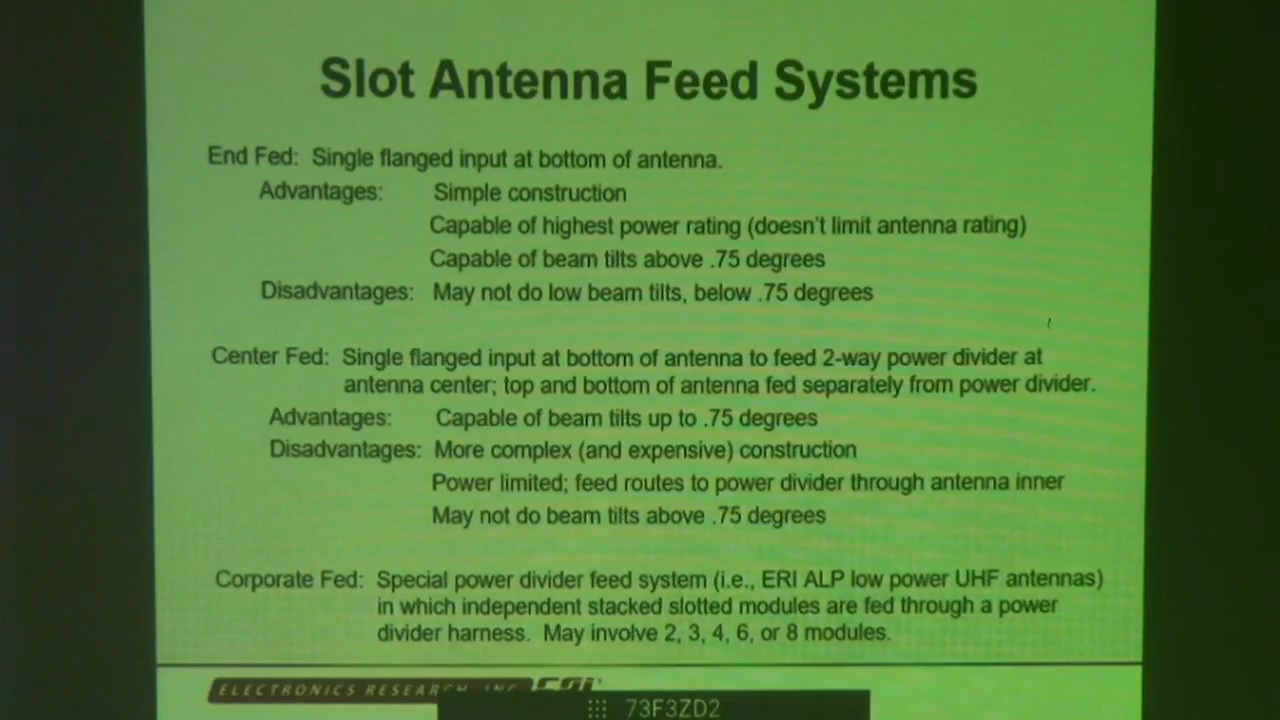 Slot Antenna Feed Systems
End Fed: Single flanged input at bottom of antenna.
Advantages: Simple construction
Capable of highest power rating (doesn't limit antenna rating)
Capable of beam tilts above .75 degrees
Disadvantages: May not do low beam tilts, below .75 degrees
Center Fed: Single flanged input at bottom of antenna to feed 2-way power divider at
antenna center; top and bottom of antenna fed separately from power divider.
Advantages: Capable of beam tilts up to .75 degrees
Disadvantages: More complex (and expensive) construction
Power limited; feed routes to power divider through antenna inner
May not do beam tilts above .75 degrees
Corporate Fed: Special power divider feed system (i.e., ERI ALP low power UHF antennas)
in which independent stacked slotted modules are fed through a power
divider harness. May involve 2, 3, 4, 6, or 8 modules.
ELECTRONICS RESEARCH, INC. ERI
73F3ZD2